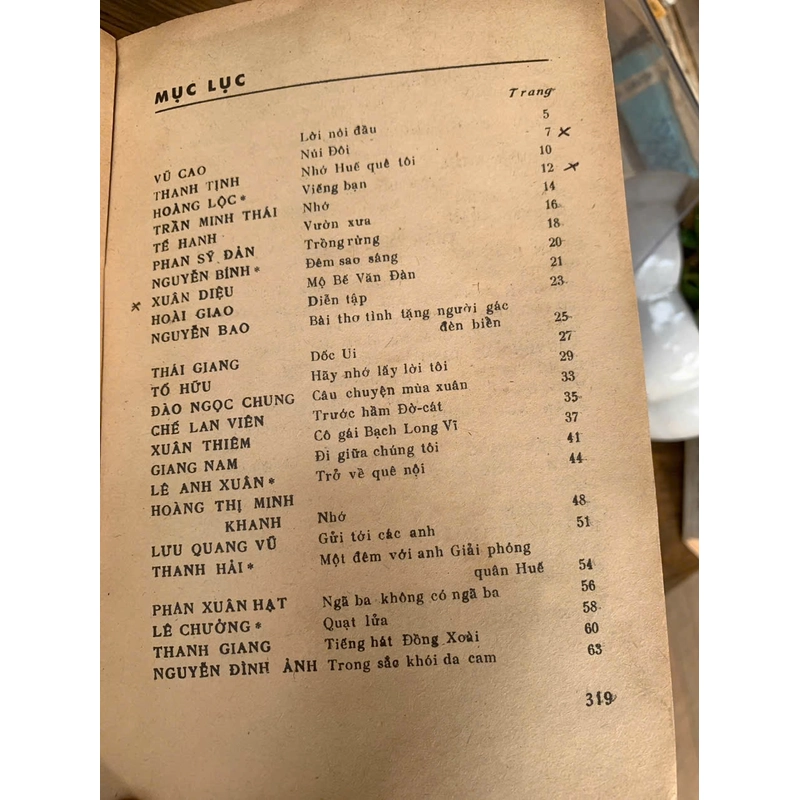 MỤC LỤC
Trang
Lời nói đầu 5
VŨ CAO Núi Đôi 7 ×
THANH TỊNH Nhớ Huế quê tôi 10
HOÀNG LỘC* Viếng bạn 12 ×
TRẦN MINH THÁI Nhớ 14
TẾ HANH Vườn xưa 16
PHAN SỸ ĐẢN Trồng rừng 18
NGUYỄN BÍNH* Đêm sao sáng 20
× XUÂN DIỆU Mộ Bế Văn Đàn 21
HOÀI GIAO Diễn tập 23
NGUYỄN BAO Bài thơ tình tặng người gác
đèn biển 25
THÁI GIANG Dốc Ui 27
TỐ HỮU Hãy nhớ lấy lời tôi 29
ĐÀO NGỌC CHUNG Câu chuyện mùa xuân 33
CHẾ LAN VIÊN Trước hầm Đờ-cát 35
XUÂN THIÊM Cô gái Bạch Long Vĩ 37
GIANG NAM Đi giữa chúng tôi 41
LÊ ANH XUÂN* Trở về quê nội 44
HOÀNG THỊ MINH
KHANH Nhớ 48
LƯU QUANG VŨ Gửi tới các anh 51
THANH HẢI* Một đêm với anh Giải phóng
quân Huế 54
PHAN XUÂN HẠT Ngã ba không có ngã ba 56
LÊ CHƯỞNG* Quạt lửa 58
THANH GIANG Tiếng hát Đồng Xoài 60
NGUYỄN ĐÌNH ẢNH Trong sắc khói da cam 63
319